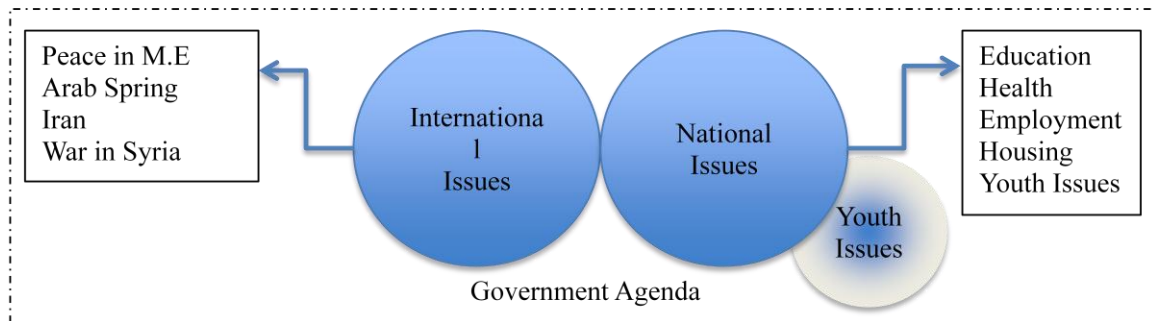 Peace in M.E
Arab Spring
Iran
War in Syria
Internationa
l
Issues
National
Issues
Education
Health
Employment
Housing
Youth Issues
Youth
Issues
Government Agenda